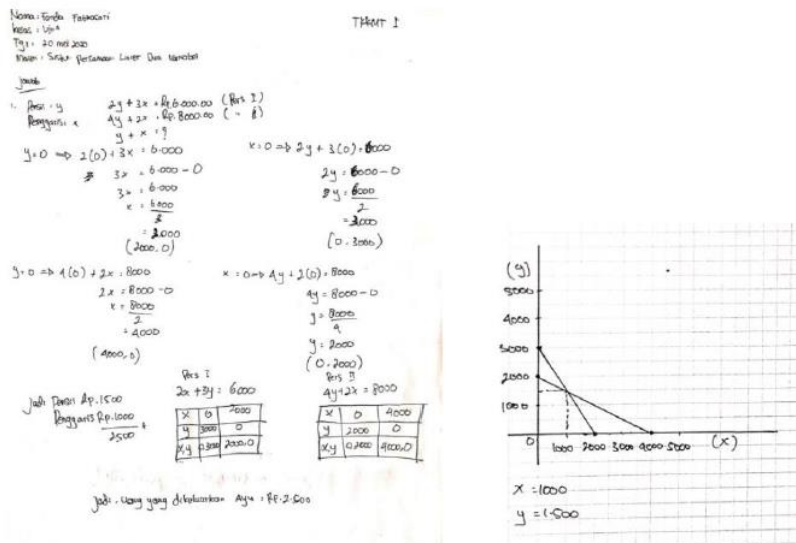 Nama:
TPKMT I
Kelas : VIII
Tgl : 20 mei 2020
Materi : Sistem Persamaan Linier Dua Variabel
Jawab
1.
y
2y + 3x = Rp. 6.000.00 (Pers I)
Penggaris : x
4y + 2x = Rp. 8000.00 ( " II)
y + x = ?
y=0 ⇒ 2(0) + 3x = 6.000
3x = 6.000 - 0
3x = 6.000
x = 6000
3
= 2000
(2000,0)
x=0 ⇒ 2y + 3(0) = 6000
2y = 6000 - 0
2y = 6000
2
= 3000
(0.3000)
y=0 ⇒ 4(0) + 2x = 8000
2x = 8000 - 0
x = 8000
2
= 4000
(4000,0)
x = 0 ⇒ 4y + 2(0) = 8000
4y = 8000 - 0
y = 8000
4
y = 2000
(0.2000)
Jadi Pensil Rp.1500
Penggaris Rp.1000 +
2500
Pers I
= 6000
x 0 2000
y 3000 0
x,y 0.3000 2000,0
Pers II
4y+2x = 8000
x 0 4000
y 2000 0
x,y 0.2000 4000,0
Jadi, Uang yang dikeluarkan Ayu : Rp.2.500
(y)
5000
4000
3000
2000
1000
0 1000 2000 3000 4000 5000 (x)
x = 1000
y = 1.500